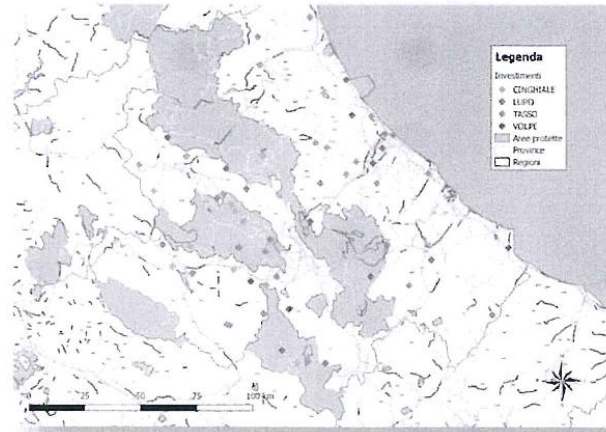 Legenda
Investimenti
CINGHIALE
LUPO
TASSO
VOLPE
Aree protette
Province
Regioni
0 25 50 75 100 km